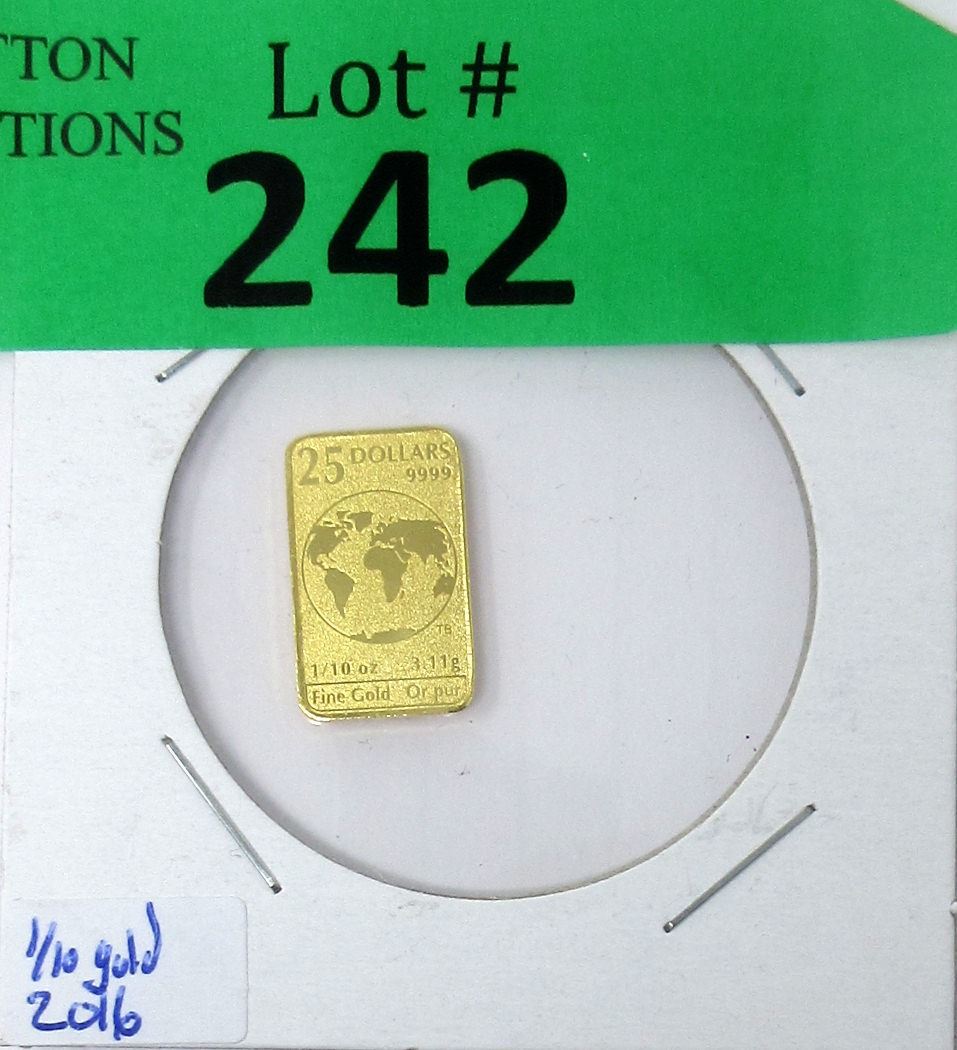 TTON
TIONS
Lot #
242
25 DOLLARS
9999
TB
1/10 oz 3.11g
Fine Gold Or pur
1/10 gold
2016